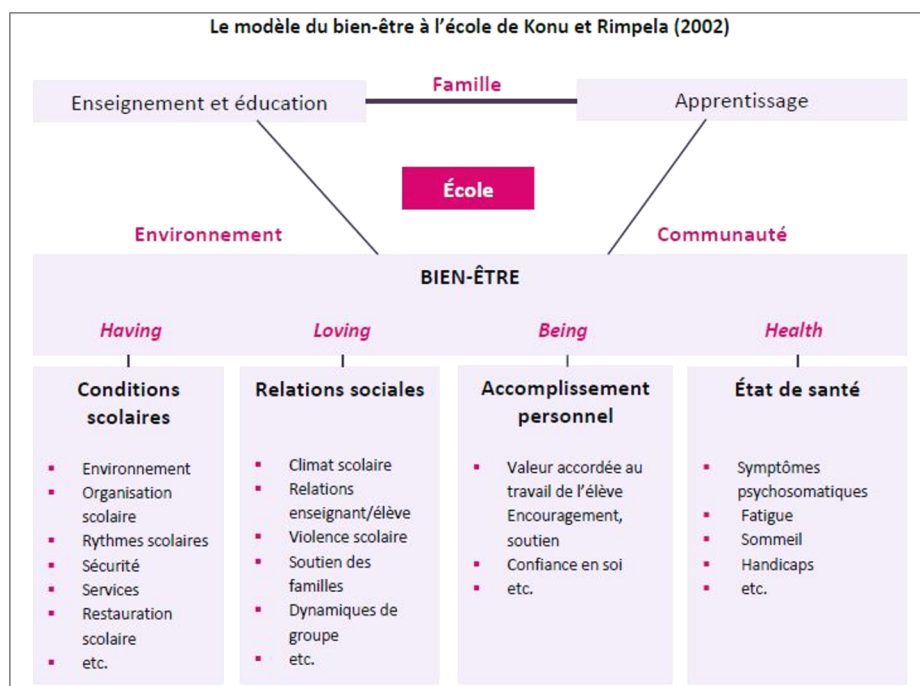 Le modèle du bien-être à l'école de Konu et Rimpela (2002)
Famille
Enseignement et éducation
Apprentissage
École
Environnement
Communauté
BIEN-ÊTRE
Having
Loving
Being
Health
Conditions
scolaires
▪ Environnement
▪ Organisation
scolaire
▪ Rythmes scolaires
▪ Sécurité
▪ Services
▪ Restauration
scolaire
▪ etc.
Relations sociales
▪ Climat scolaire
▪ Relations
enseignant/élève
▪ Violence scolaire
▪ Soutien des
familles
▪ Dynamiques de
groupe
▪ etc.
Accomplissement
personnel
▪ Valeur accordée au
travail de l'élève
Encouragement,
soutien
▪ Confiance en soi
▪ etc.
État de santé
▪ Symptômes
psychosomatiques
▪ Fatigue
▪ Sommeil
▪ Handicaps
▪ etc.